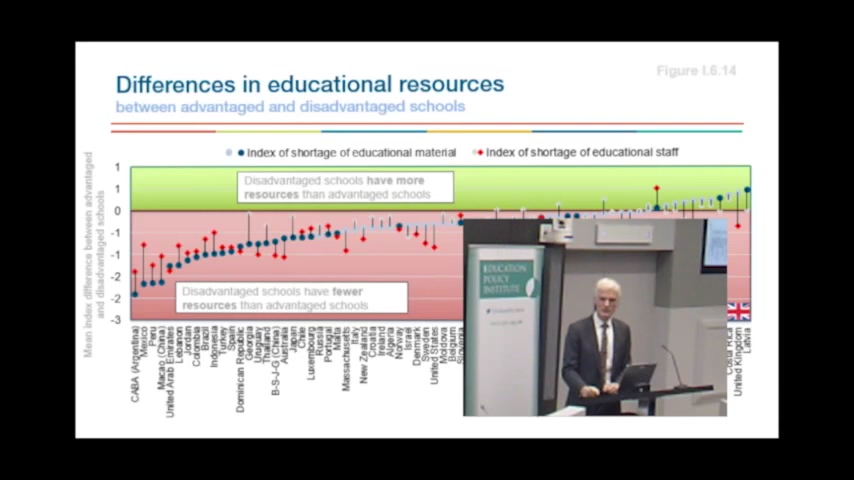 Figure I.6.14
Differences in educational resources
between advantaged and disadvantaged schools
Index of shortage of educational material
Index of shortage of educational staff
Mean index difference between advantaged
and disadvantaged schools
1
1
0
-1
-1
-2
-2
-3
Disadvantaged schools have more
resources than advantaged schools
Disadvantaged schools have fewer
resources than advantaged schools
CABA (Argentina)
Mexico
Peru
Macao (China)
United Arab Emirates
Lebanon
Jordan
Colombia
Brazil
Indonesia
Turkey
Spain
Dominican Republic
Georgia
Uruguay
Thailand
B-S-J-G (China)
Australia
Japan
Chile
Luxembourg
Russia
Portugal
Malta
Massachusetts
Italy
New Zealand
Croatia
Ireland
Algeria
Norway
Israel
Denmark
Sweden
United States
Moldova
Belgium
Slovenia
Costa Rica
United Kingdom
Latvia
EDUCATION
POLICY
INSTITUTE